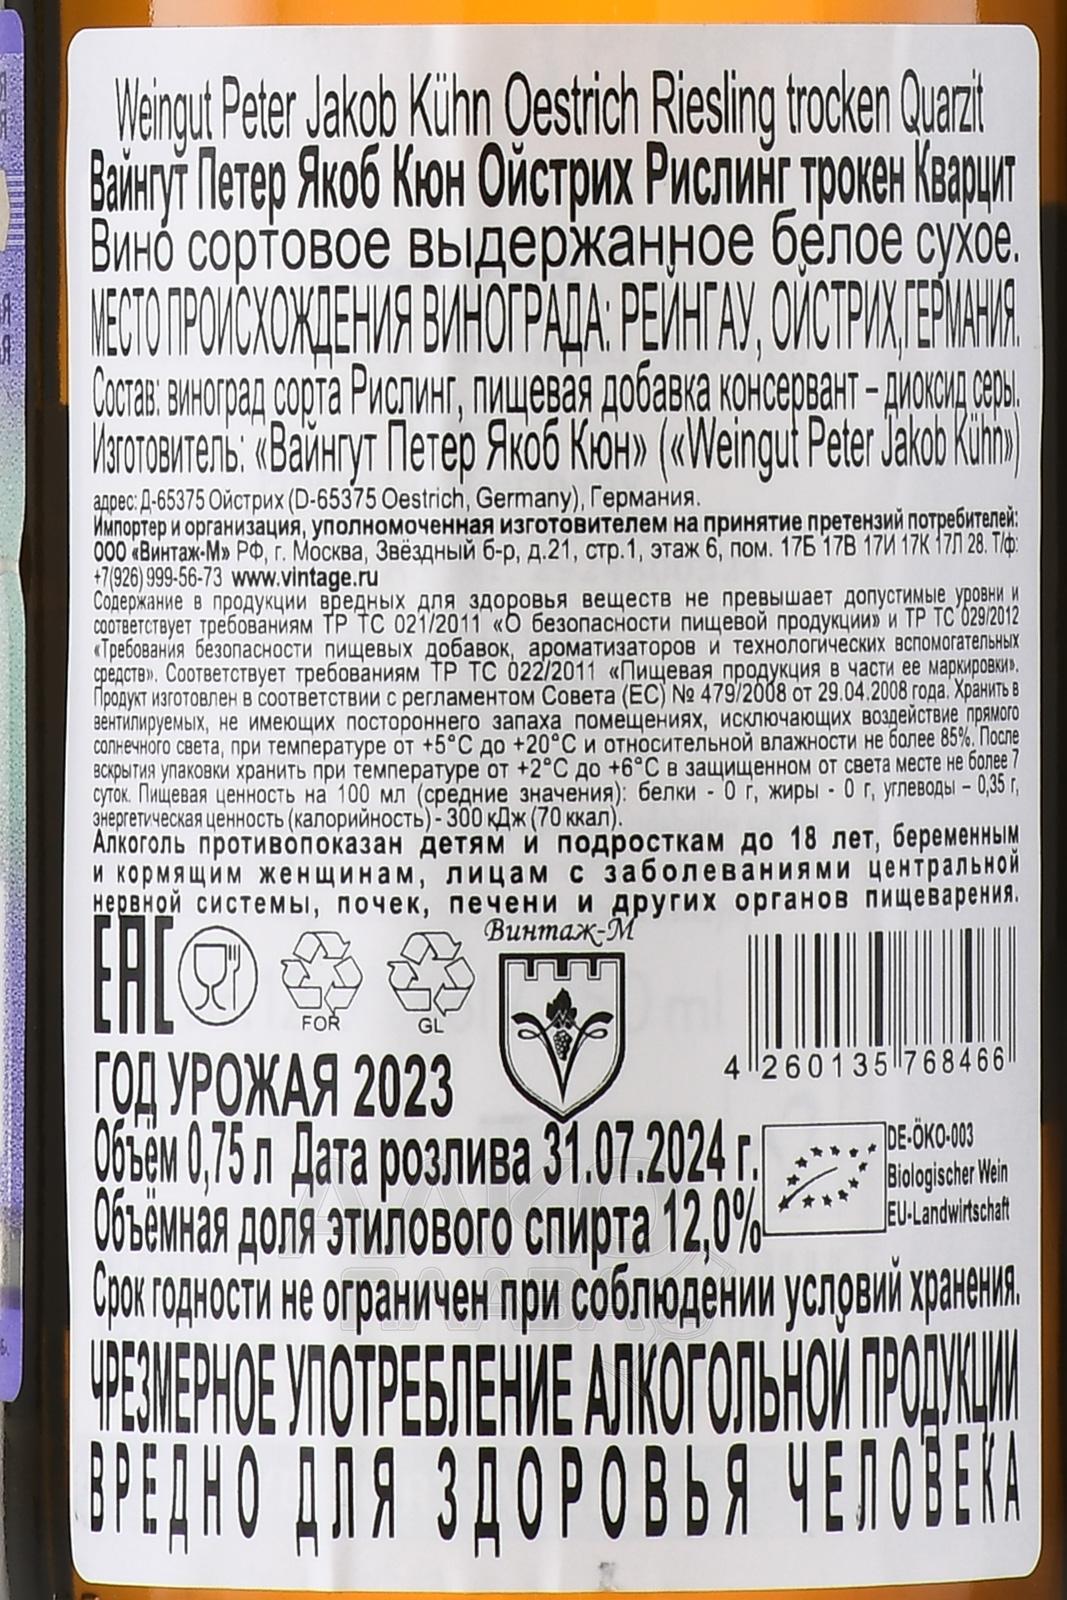 Weingut Peter Jakob Kühn Oestrich Riesling trocken Quarzit
Вайнгут Петер Якоб Кюн Ойстрих Рислинг трокен Кварцит
Вино сортовое выдержанное белое сухое.
МЕСТО ПРОИСХОЖДЕНИЯ ВИНОГРАДА: РЕЙНГАУ, ОЙСТРИХ,ГЕРМАНИЯ.
Состав: виноград сорта Рислинг, пищевая добавка консервант – диоксид серы.
Изготовитель: «Вайнгут Петер Якоб Кюн» («Weingut Peter Jakob Kühn»)
адрес: Д-65375 Ойстрих (D-65375 Oestrich, Germany), Германия.
Импортер и организация, уполномоченная изготовителем на принятие претензий потребителей:
ООО «Винтаж-М» РФ, г. Москва, Звёздный б-р, д.21, стр.1, этаж 6, пом. 17Б 17В 17И 17К 17Л 28. Т/ф:
+7(926) 999-56-73 www.vintage.ru
Содержание в продукции вредных для здоровья веществ не превышает допустимые уровни и
соответствует требованиям ТР ТС 021/2011 «О безопасности пищевой продукции» и ТР ТС 029/2012
«Требования безопасности пищевых добавок, ароматизаторов и технологических вспомогательных
средств». Соответствует требованиям ТР ТС 022/2011 «Пищевая продукция в части ее маркировки».
Продукт изготовлен в соответствии с регламентом Совета (ЕС) № 479/2008 от 29.04.2008 года. Хранить в
вентилируемых, не имеющих постороннего запаха помещениях, исключающих воздействие прямого
солнечного света, при температуре от +5°С до +20°С и относительной влажности не более 85%. После
вскрытия упаковки хранить при температуре от +2°С до +6°С в защищенном от света месте не более 7
суток. Пищевая ценность на 100 мл (средние значения): белки - 0 г, жиры - 0 г, углеводы – 0,35 г,
энергетическая ценность (калорийность) - 300 кДж (70 ккал).
Алкоголь противопоказан детям и подросткам до 18 лет, беременным
и кормящим женщинам, лицам с заболеваниями центральной
нервной системы, почек, печени и других органов пищеварения.
ЕАС
FOR
GL
Винтаж-М
4 260135 768466
ГОД УРОЖАЯ 2023
Объём 0,75 л Дата розлива 31.07.2024 г.
Объёмная доля этилового спирта 12,0%
DE-ÖKO-003
Biologischer Wein
EU-Landwirtschaft
Срок годности не ограничен при соблюдении условий хранения.
ЧРЕЗМЕРНОЕ УПОТРЕБЛЕНИЕ АЛКОГОЛЬНОЙ ПРОДУКЦИИ
ВРЕДНО ДЛЯ ЗДОРОВЬЯ ЧЕЛОВЕКА